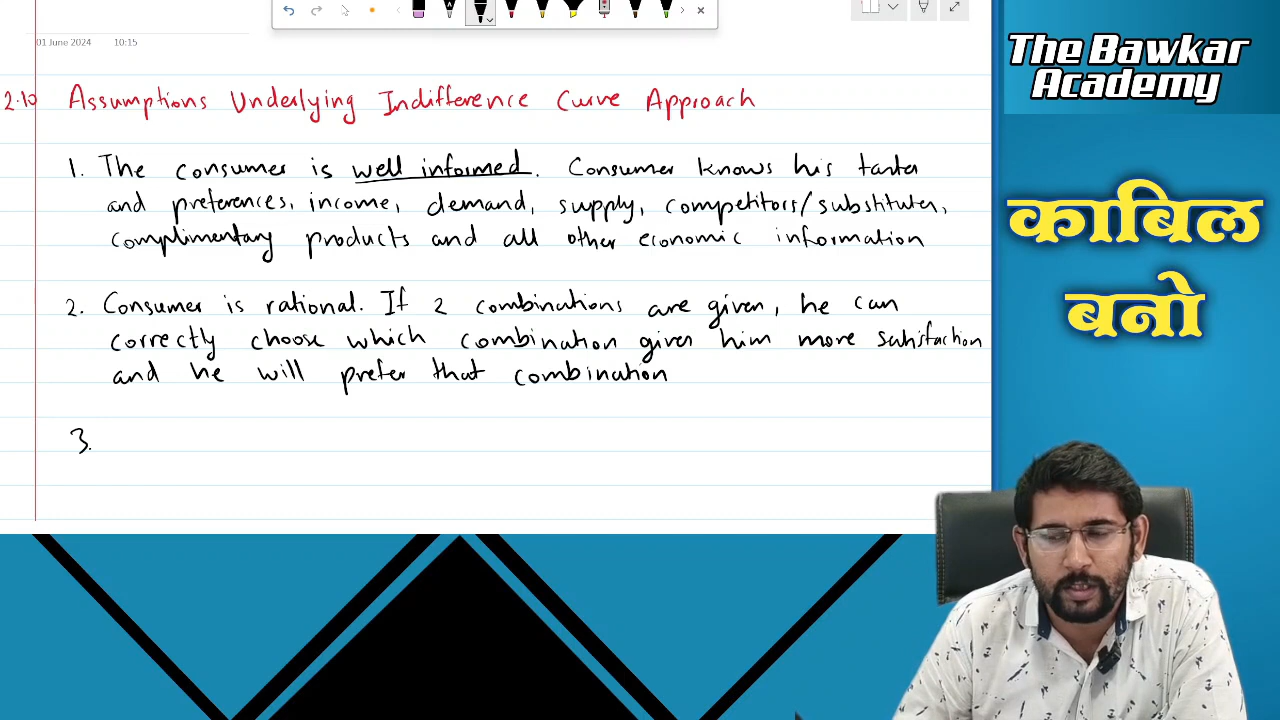 01 June 2024 10:15
2.10 Assumptions Underlying Indifference Curve Approach
1. The consumer is well informed. Consumer knows his tastes
and preferences, income, demand, supply, competitors/substitutes,
complimentary products and all other economic information
2. Consumer is rational. If 2 combinations are given, he can
correctly choose which combination gives him more satisfaction
and he will prefer that combination
3.
The Bawkar
Academy
काबिल
बनो